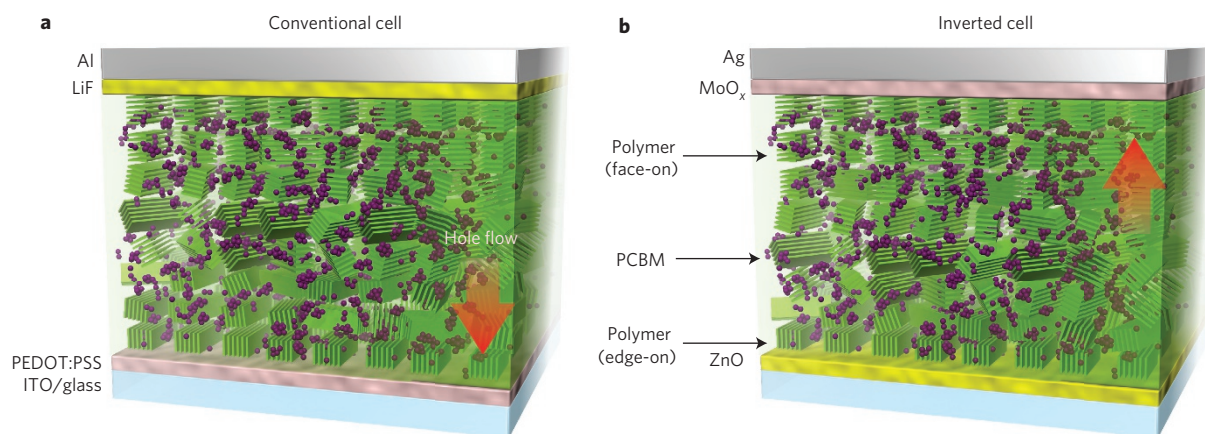 a
Conventional cell
Al
LiF
Hole flow
PEDOT:PSS
ITO/glass
b
Inverted cell
Ag
MoOₓ
Polymer
(face-on)
PCBM
Polymer
(edge-on)
ZnO